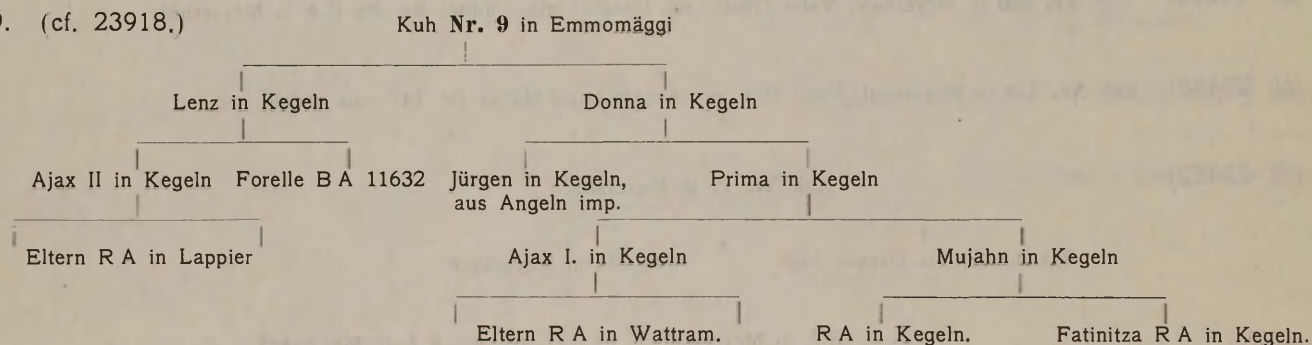 9. (cf. 23918.) Kuh Nr. 9 in Emmomäggi
Lenz in Kegeln Donna in Kegeln
Ajax II in Kegeln Forelle B A 11632 Jürgen in Kegeln, Prima in Kegeln
aus Angeln imp.
Eltern R A in Lappier Ajax I. in Kegeln Mujahn in Kegeln
Eltern R A in Wattram. R A in Kegeln. Fatinitza R A in Kegeln.